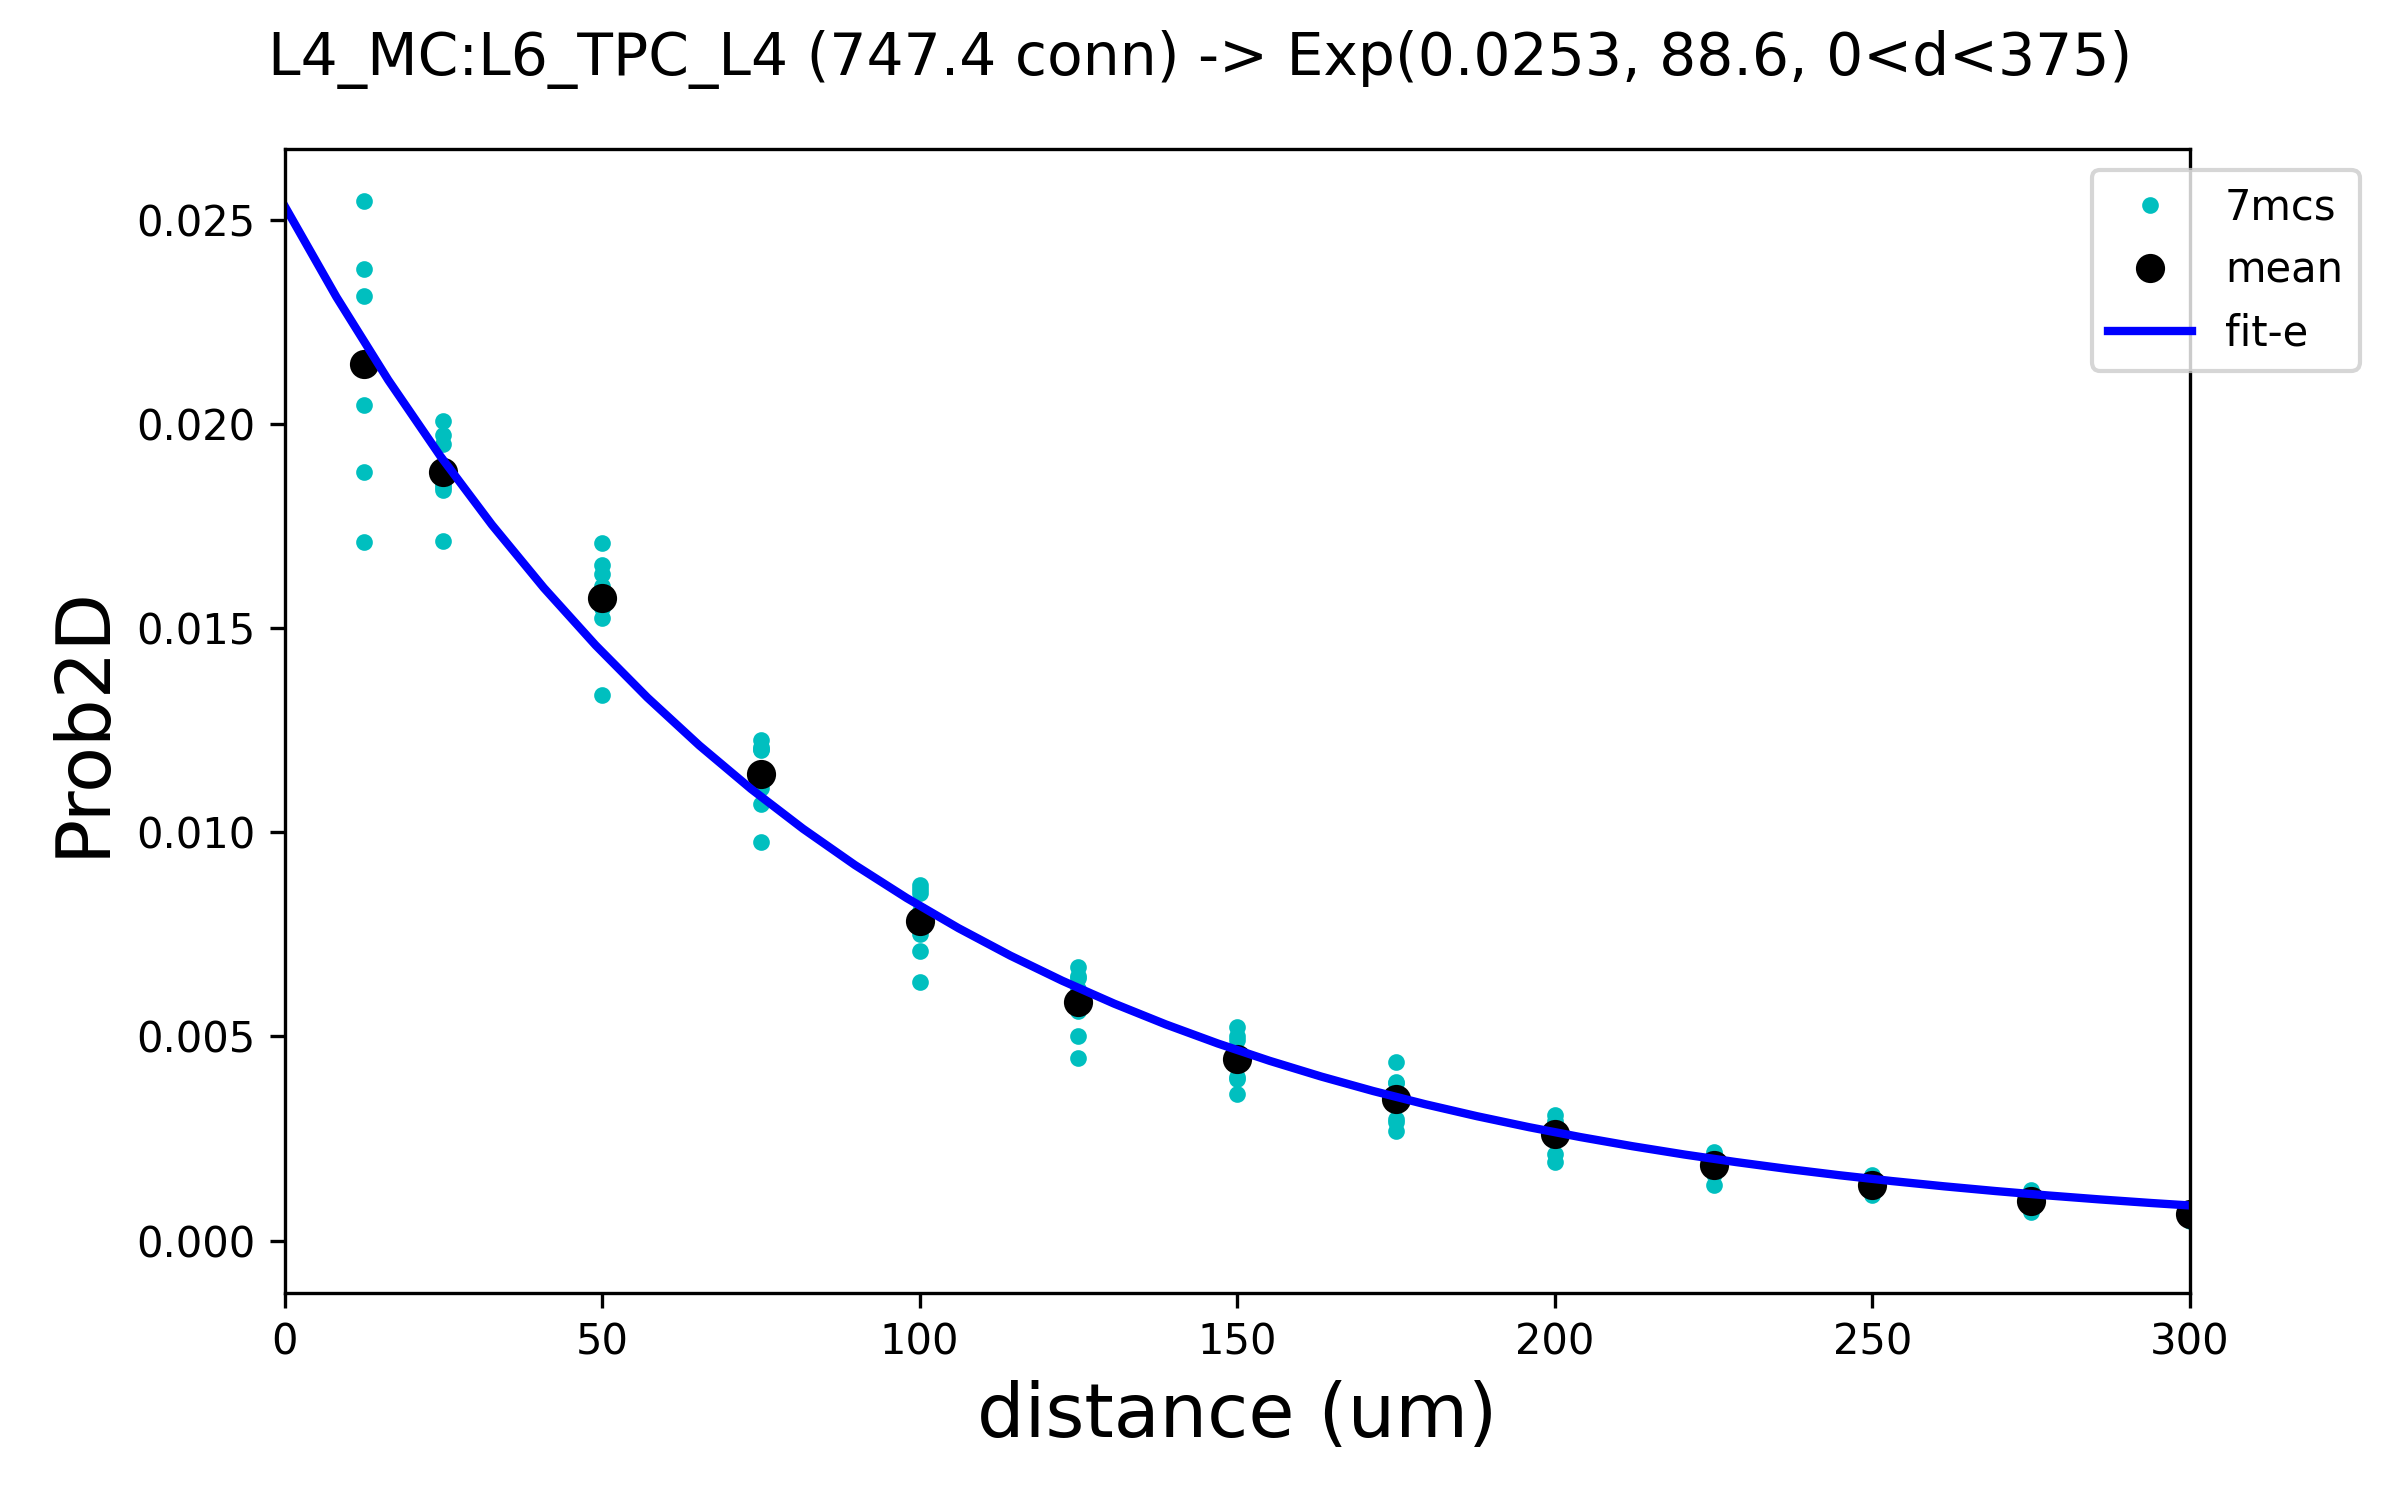 L4_MC:L6_TPC_L4 (747.4 conn) -> Exp(0.0253, 88.6, 0<d<375)
7mcs
mean
fit-e
Prob2D
0.025
0.020
0.015
0.010
0.005
0.000
0 50 100 150 200 250 300
distance (um)